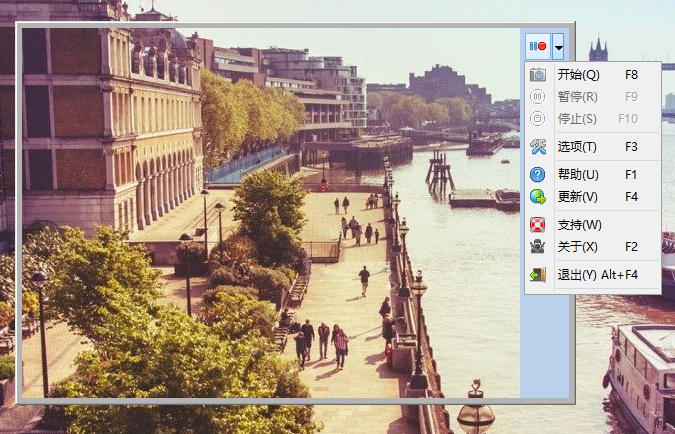 开始(Q) F8
暂停(R) F9
停止(S) F10
选项(T) F3
帮助(U) F1
更新(V) F4
支持(W)
关于(X) F2
退出(Y) Alt+F4